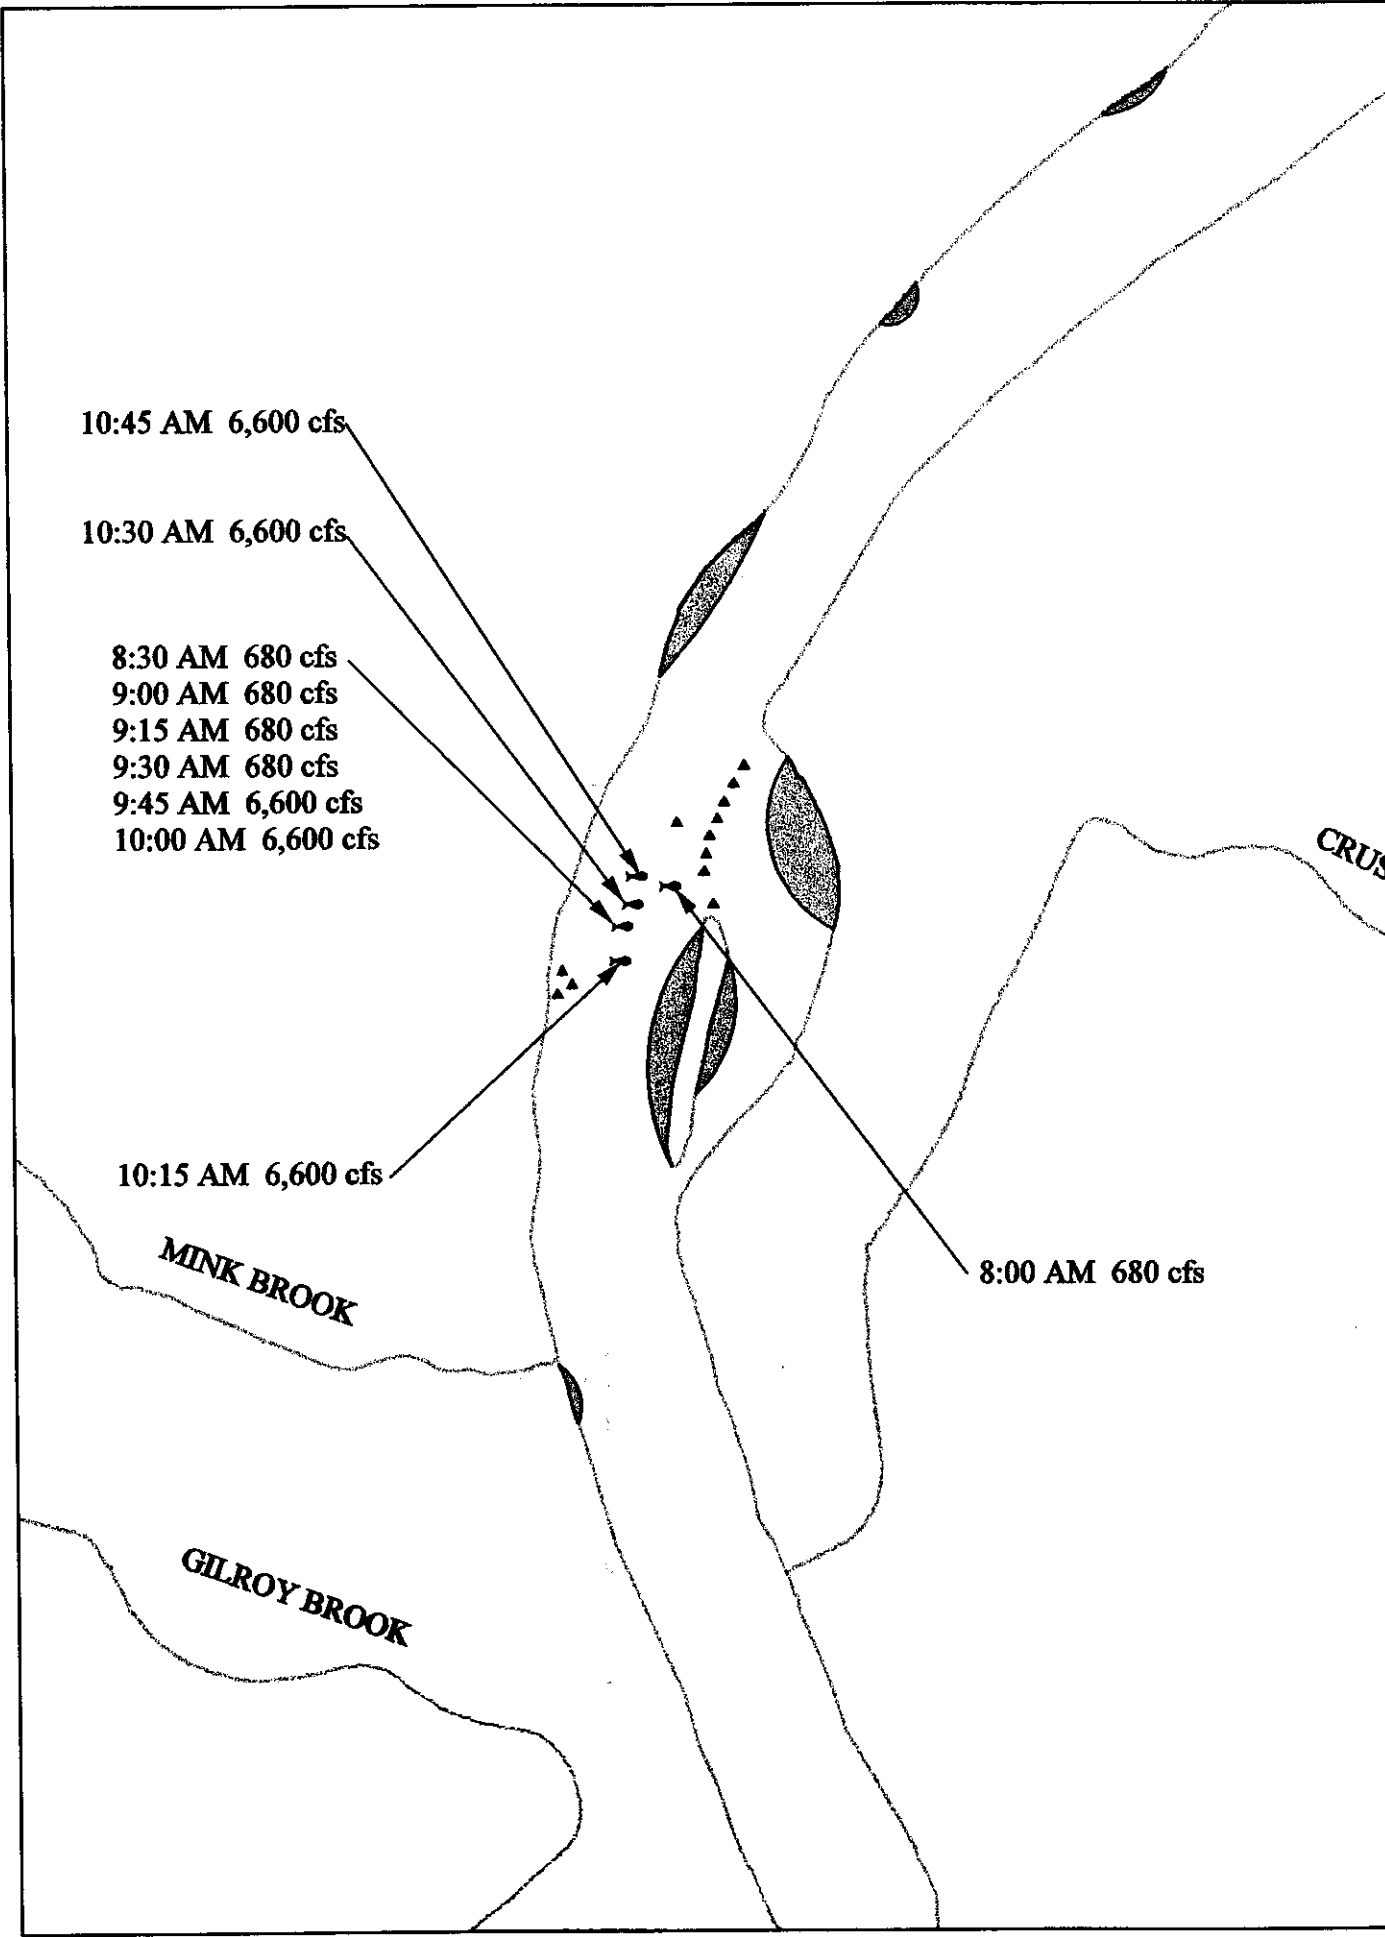 10:45 AM 6,600 cfs
10:30 AM 6,600 cfs
8:30 AM 680 cfs
9:00 AM 680 cfs
9:15 AM 680 cfs
9:30 AM 680 cfs
9:45 AM 6,600 cfs
10:00 AM 6,600 cfs
CRUS
10:15 AM 6,600 cfs
MINK BROOK
8:00 AM 680 cfs
GILROY BROOK